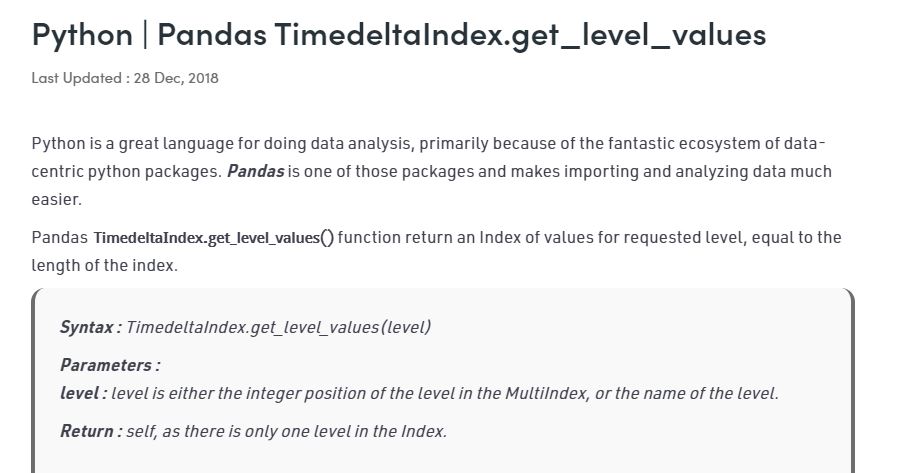 Python | Pandas TimedeltaIndex.get_level_values
Last Updated : 28 Dec, 2018
Python is a great language for doing data analysis, primarily because of the fantastic ecosystem of data-
centric python packages. Pandas is one of those packages and makes importing and analyzing data much
easier.
Pandas TimedeltaIndex.get_level_values() function return an Index of values for requested level, equal to the
length of the index.
Syntax : TimedeltaIndex.get_level_values(level)
Parameters :
level : level is either the integer position of the level in the MultiIndex, or the name of the level.
Return : self, as there is only one level in the Index.